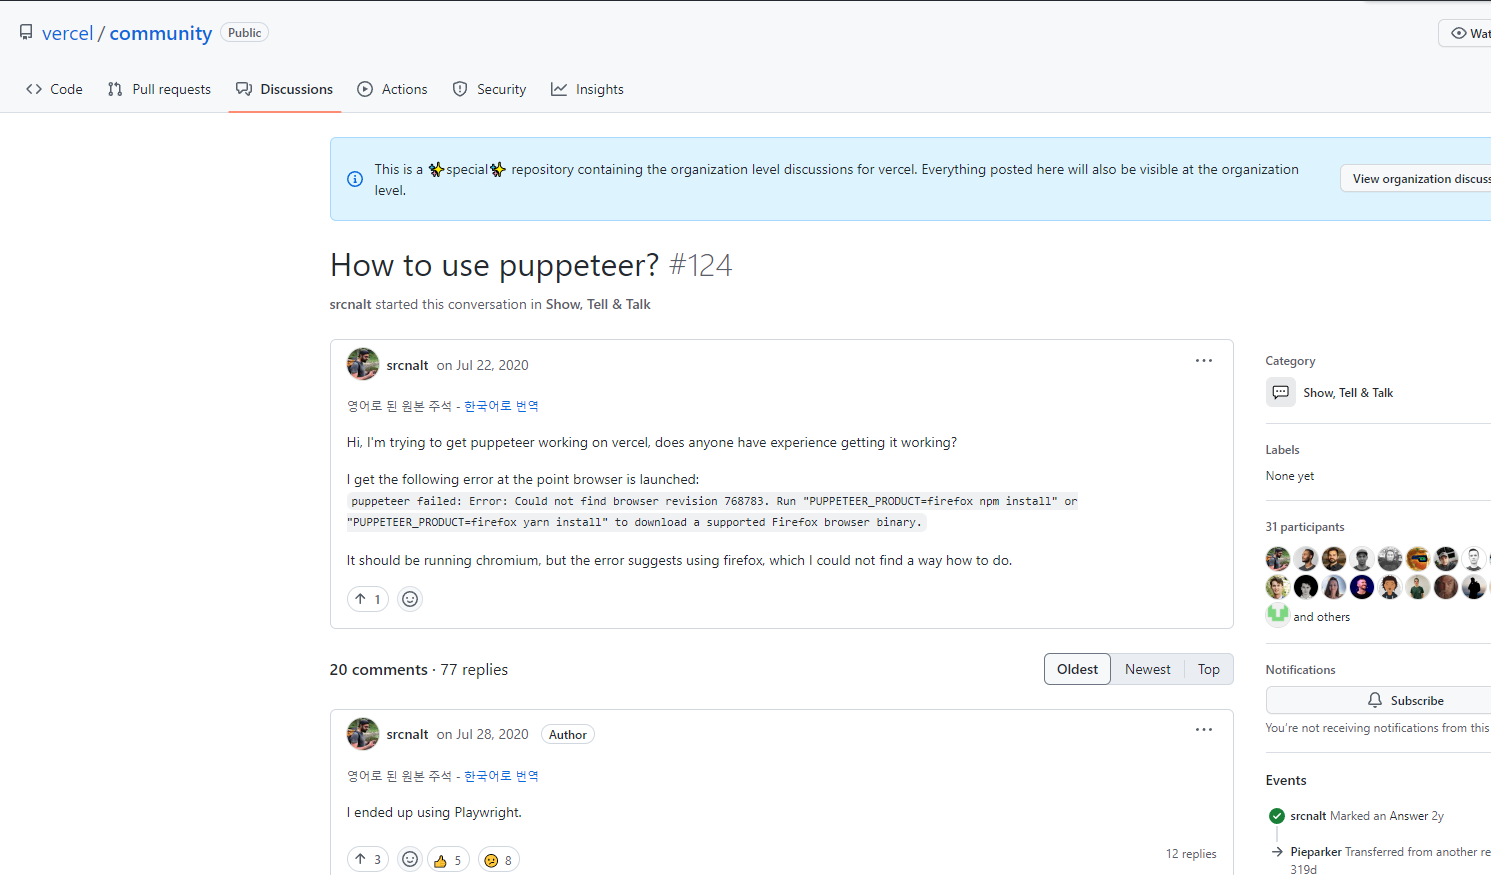 vercel / community Public
Wat
Code Pull requests Discussions Actions Security Insights
This is a ✨special✨ repository containing the organization level discussions for vercel. Everything posted here will also be visible at the organization
level.
View organization discuss
How to use puppeteer? #124
srcnalt started this conversation in Show, Tell & Talk
srcnalt on Jul 22, 2020
영어로 된 원본 주석 - 한국어로 번역
Hi, I'm trying to get puppeteer working on vercel, does anyone have experience getting it working?
I get the following error at the point browser is launched:
puppeteer failed: Error: Could not find browser revision 768783. Run "PUPPETEER_PRODUCT=firefox npm install" or
"PUPPETEER_PRODUCT=firefox yarn install" to download a supported Firefox browser binary.
It should be running chromium, but the error suggests using firefox, which I could not find a way how to do.
1
20 comments · 77 replies
Oldest Newest Top
srcnalt on Jul 28, 2020 Author
영어로 된 원본 주석 - 한국어로 번역
I ended up using Playwright.
3 👍 5 😕 8
12 replies
Category
Show, Tell & Talk
Labels
None yet
31 participants
and others
Notifications
Subscribe
You're not receiving notifications from this
Events
srcnalt Marked an Answer 2y
Pieparker Transferred from another re
319d